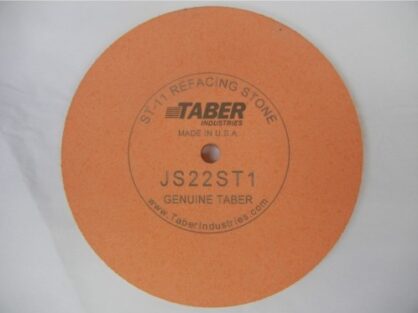 ST-11 REFACING STONE
TABER
INDUSTRIES
MADE IN U.S.A.
JS22ST1
GENUINE TABER
www.TaberIndustries.com